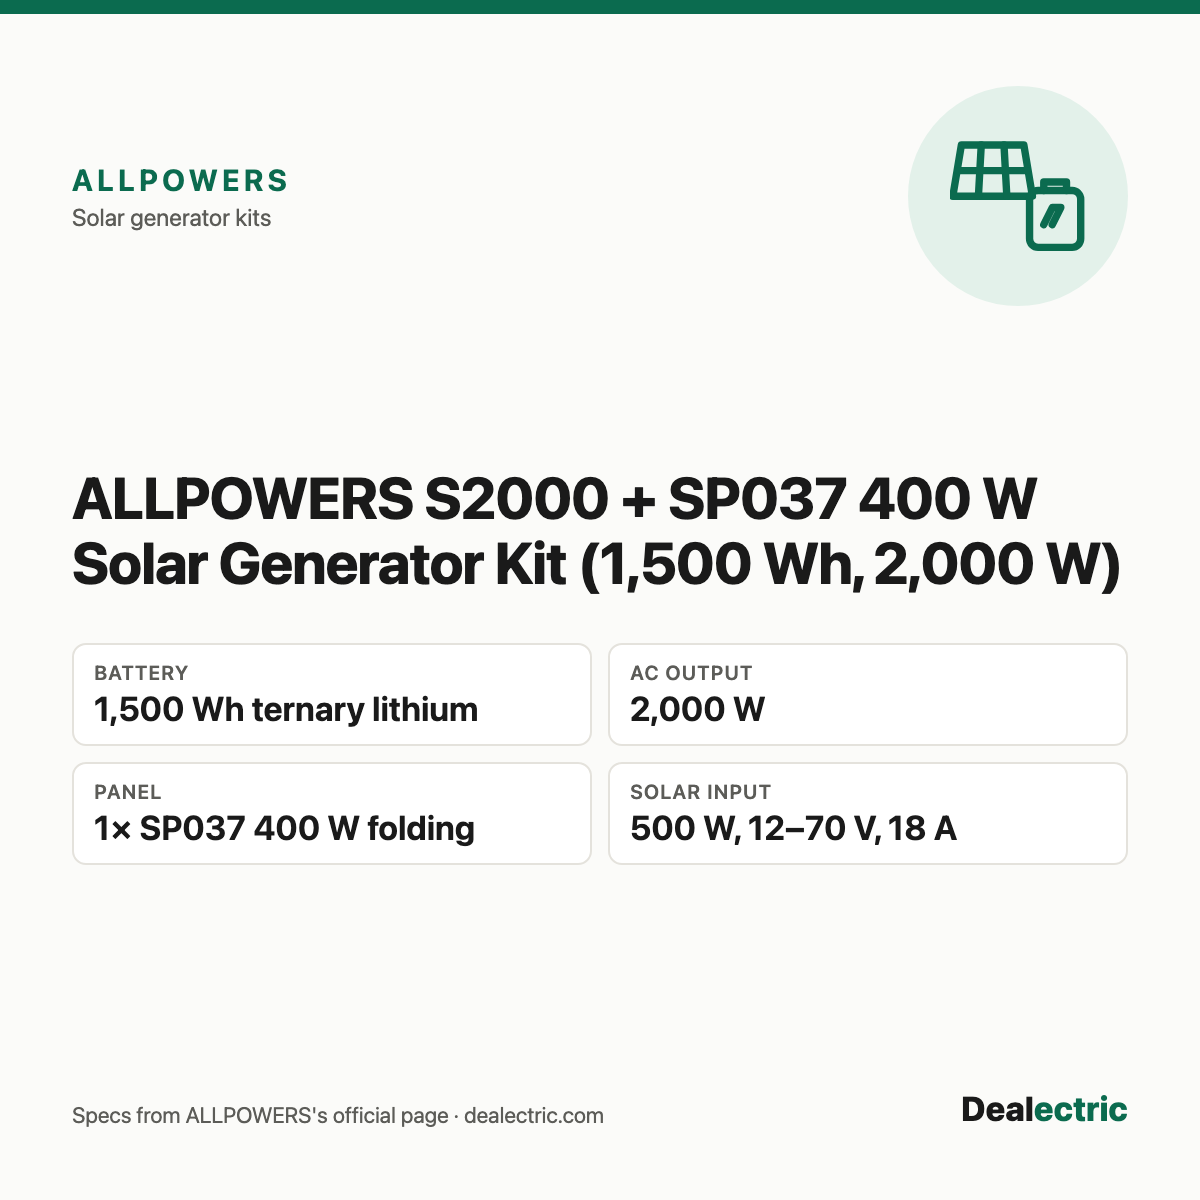 ALLPOWERS
Solar generator kits
ALLPOWERS S2000 + SP037 400 W
Solar Generator Kit (1,500 Wh, 2,000 W)
BATTERY
1,500 Wh ternary lithium
AC OUTPUT
2,000 W
PANEL
1× SP037 400 W folding
SOLAR INPUT
500 W, 12–70 V, 18 A
Specs from ALLPOWERS's official page · dealectric.com
Dealectric